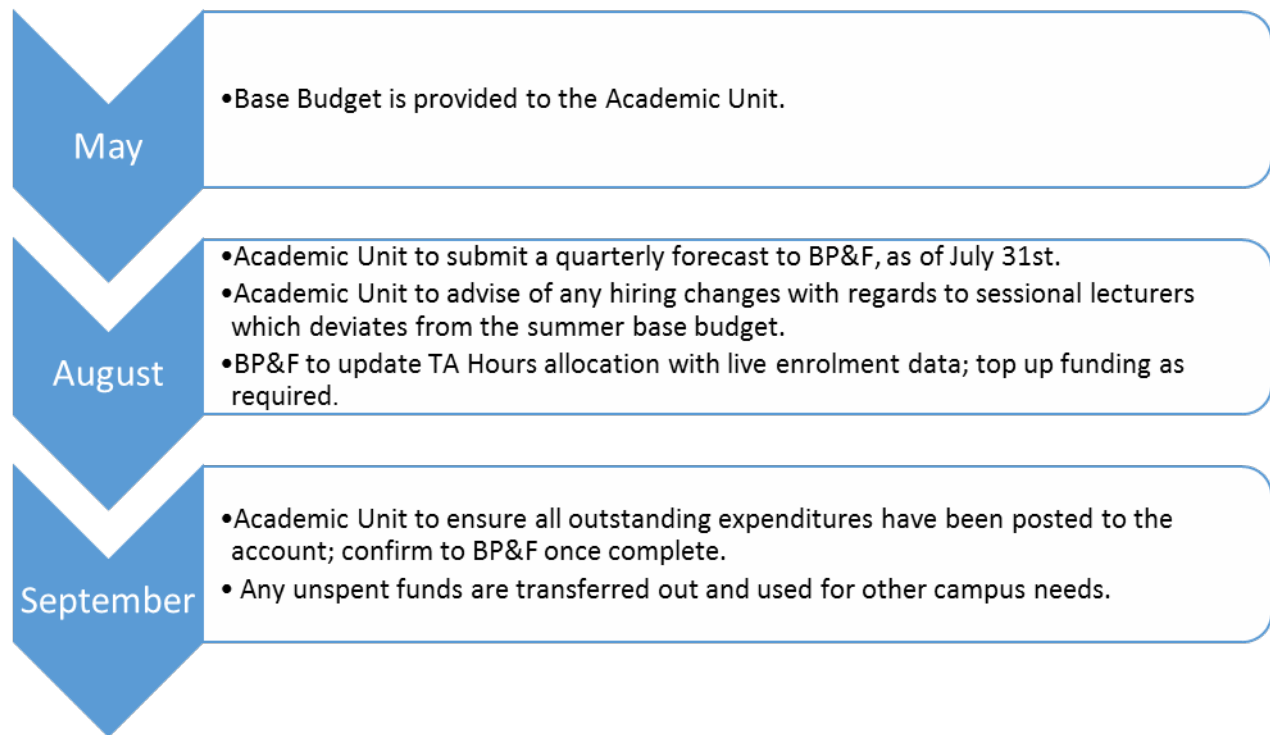 May
•Base Budget is provided to the Academic Unit.
August
•Academic Unit to submit a quarterly forecast to BP&F, as of July 31st.
•Academic Unit to advise of any hiring changes with regards to sessional lecturers
which deviates from the summer base budget.
•BP&F to update TA Hours allocation with live enrolment data; top up funding as
required.
September
•Academic Unit to ensure all outstanding expenditures have been posted to the
account; confirm to BP&F once complete.
• Any unspent funds are transferred out and used for other campus needs.